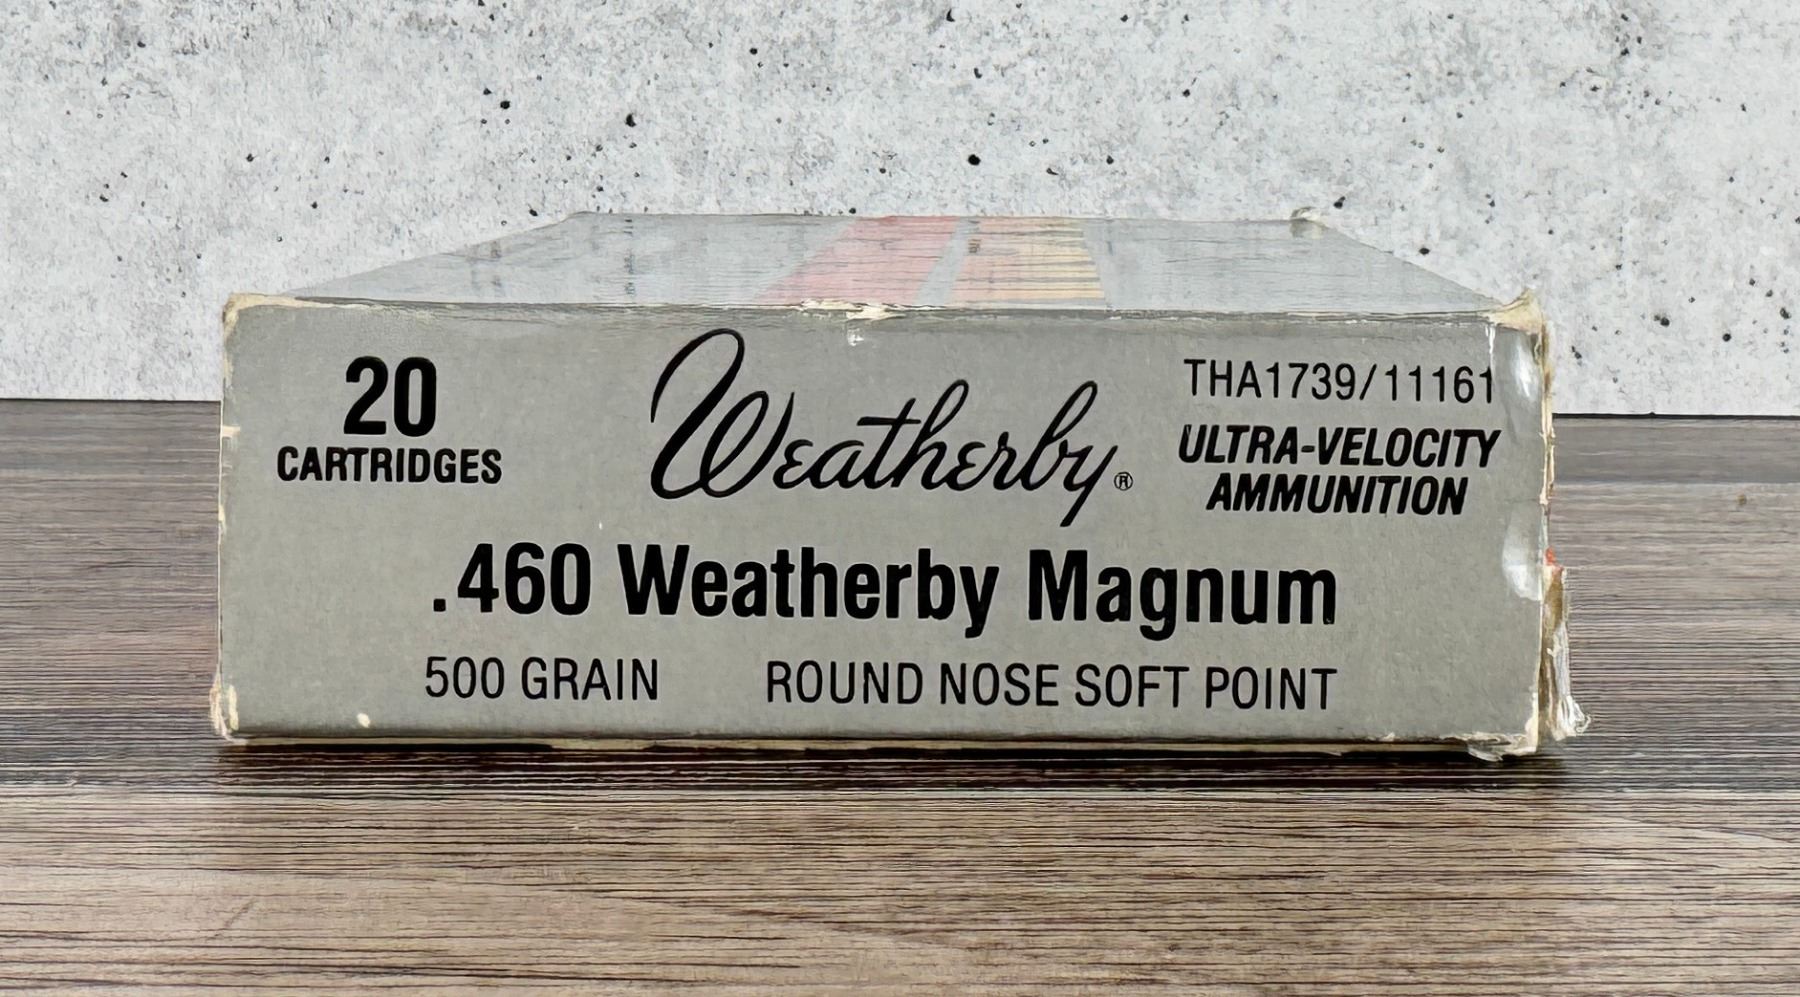 20
CARTRIDGES
Weatherby®
THA1739/11161
ULTRA-VELOCITY
AMMUNITION
.460 Weatherby Magnum
500 GRAIN ROUND NOSE SOFT POINT